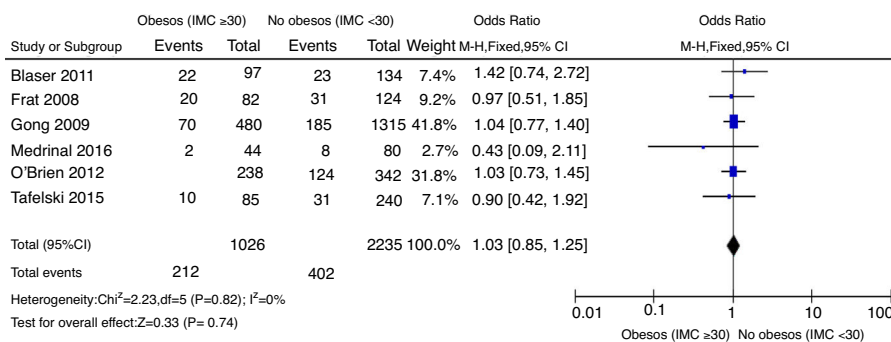 Obesos (IMC ≥30) No obesos (IMC <30) Odds Ratio Odds Ratio
Study or Subgroup Events Total Events Total Weight M-H,Fixed,95% CI M-H,Fixed,95% CI
Blaser 2011 22 97 23 134 7.4% 1.42 [0.74, 2.72]
Frat 2008 20 82 31 124 9.2% 0.97 [0.51, 1.85]
Gong 2009 70 480 185 1315 41.8% 1.04 [0.77, 1.40]
Medrinal 2016 2 44 8 80 2.7% 0.43 [0.09, 2.11]
O'Brien 2012 238 124 342 31.8% 1.03 [0.73, 1.45]
Tafelski 2015 10 85 31 240 7.1% 0.90 [0.42, 1.92]
Total (95%CI) 1026 2235 100.0% 1.03 [0.85, 1.25]
Total events 212 402
Heterogeneity:Chi^z=2.23,df=5 (P=0.82); I^z=0%
Test for overall effect:Z=0.33 (P= 0.74)
0.01 0.1 1 10 100
Obesos (IMC ≥30) No obesos (IMC <30)